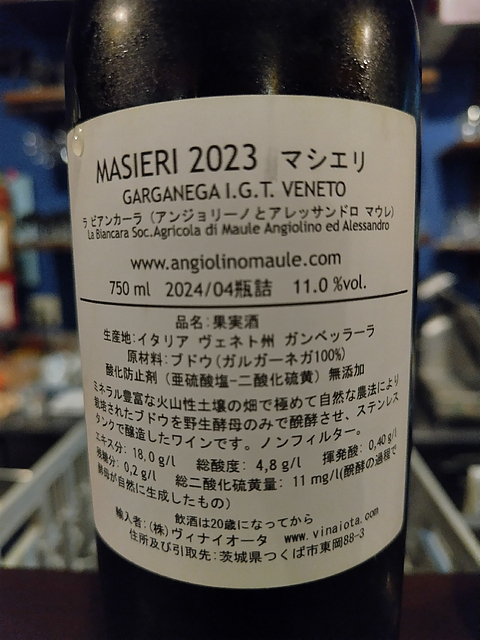 MASIERI 2023 マシエリ
GARGANEGA I.G.T. VENETO
ラ ビアンカーラ (アンジョリーノとアレッサンドロ マウレ)
La Biancara Soc.Agricola di Maule Angiolino ed Alessandro
www.angiolinomaule.com
750 ml 2024/04瓶詰 11.0 %vol.
品名:果実酒
生産地:イタリア ヴェネト州 ガンベッラーラ
原材料:ブドウ(ガルガーネガ100%)
酸化防止剤 (亜硫酸塩-二酸化硫黄) 無添加
ミネラル豊富な火山性土壌の畑で極めて自然な農法により
栽培されたブドウを野生酵母のみで醗酵させ、ステンレス
タンクで醸造したワインです。ノンフィルター。
エキス分: 18,0 g/l 総酸度: 4,8 g/l 揮発酸: 0,40 g/l
残糖分: 0,2 g/l 総二酸化硫黄量: 11 mg/l(醗酵の過程で
酵母が自然に生成したもの)
飲酒は20歳になってから
輸入者:(株)ヴィナイオータ www.vinaiota.com
住所及び引取先:茨城県つくば市東岡88-3